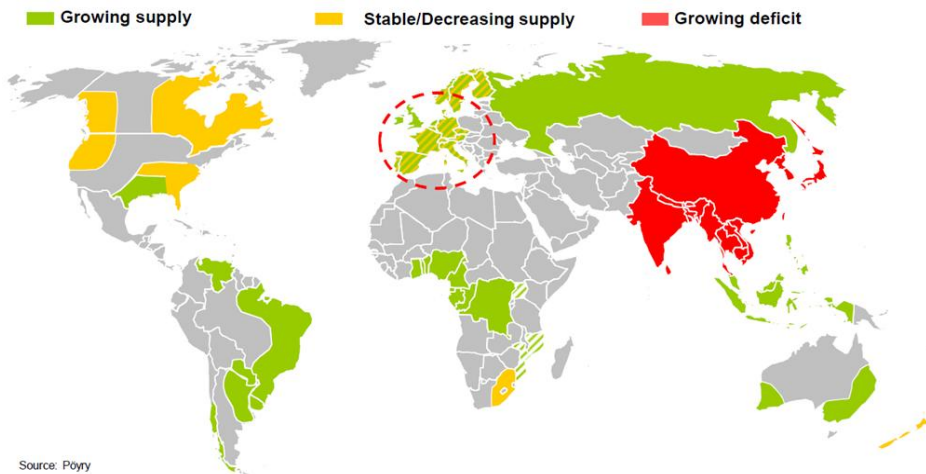 Growing supply
Stable/Decreasing supply
Growing deficit
Source: Pöyry